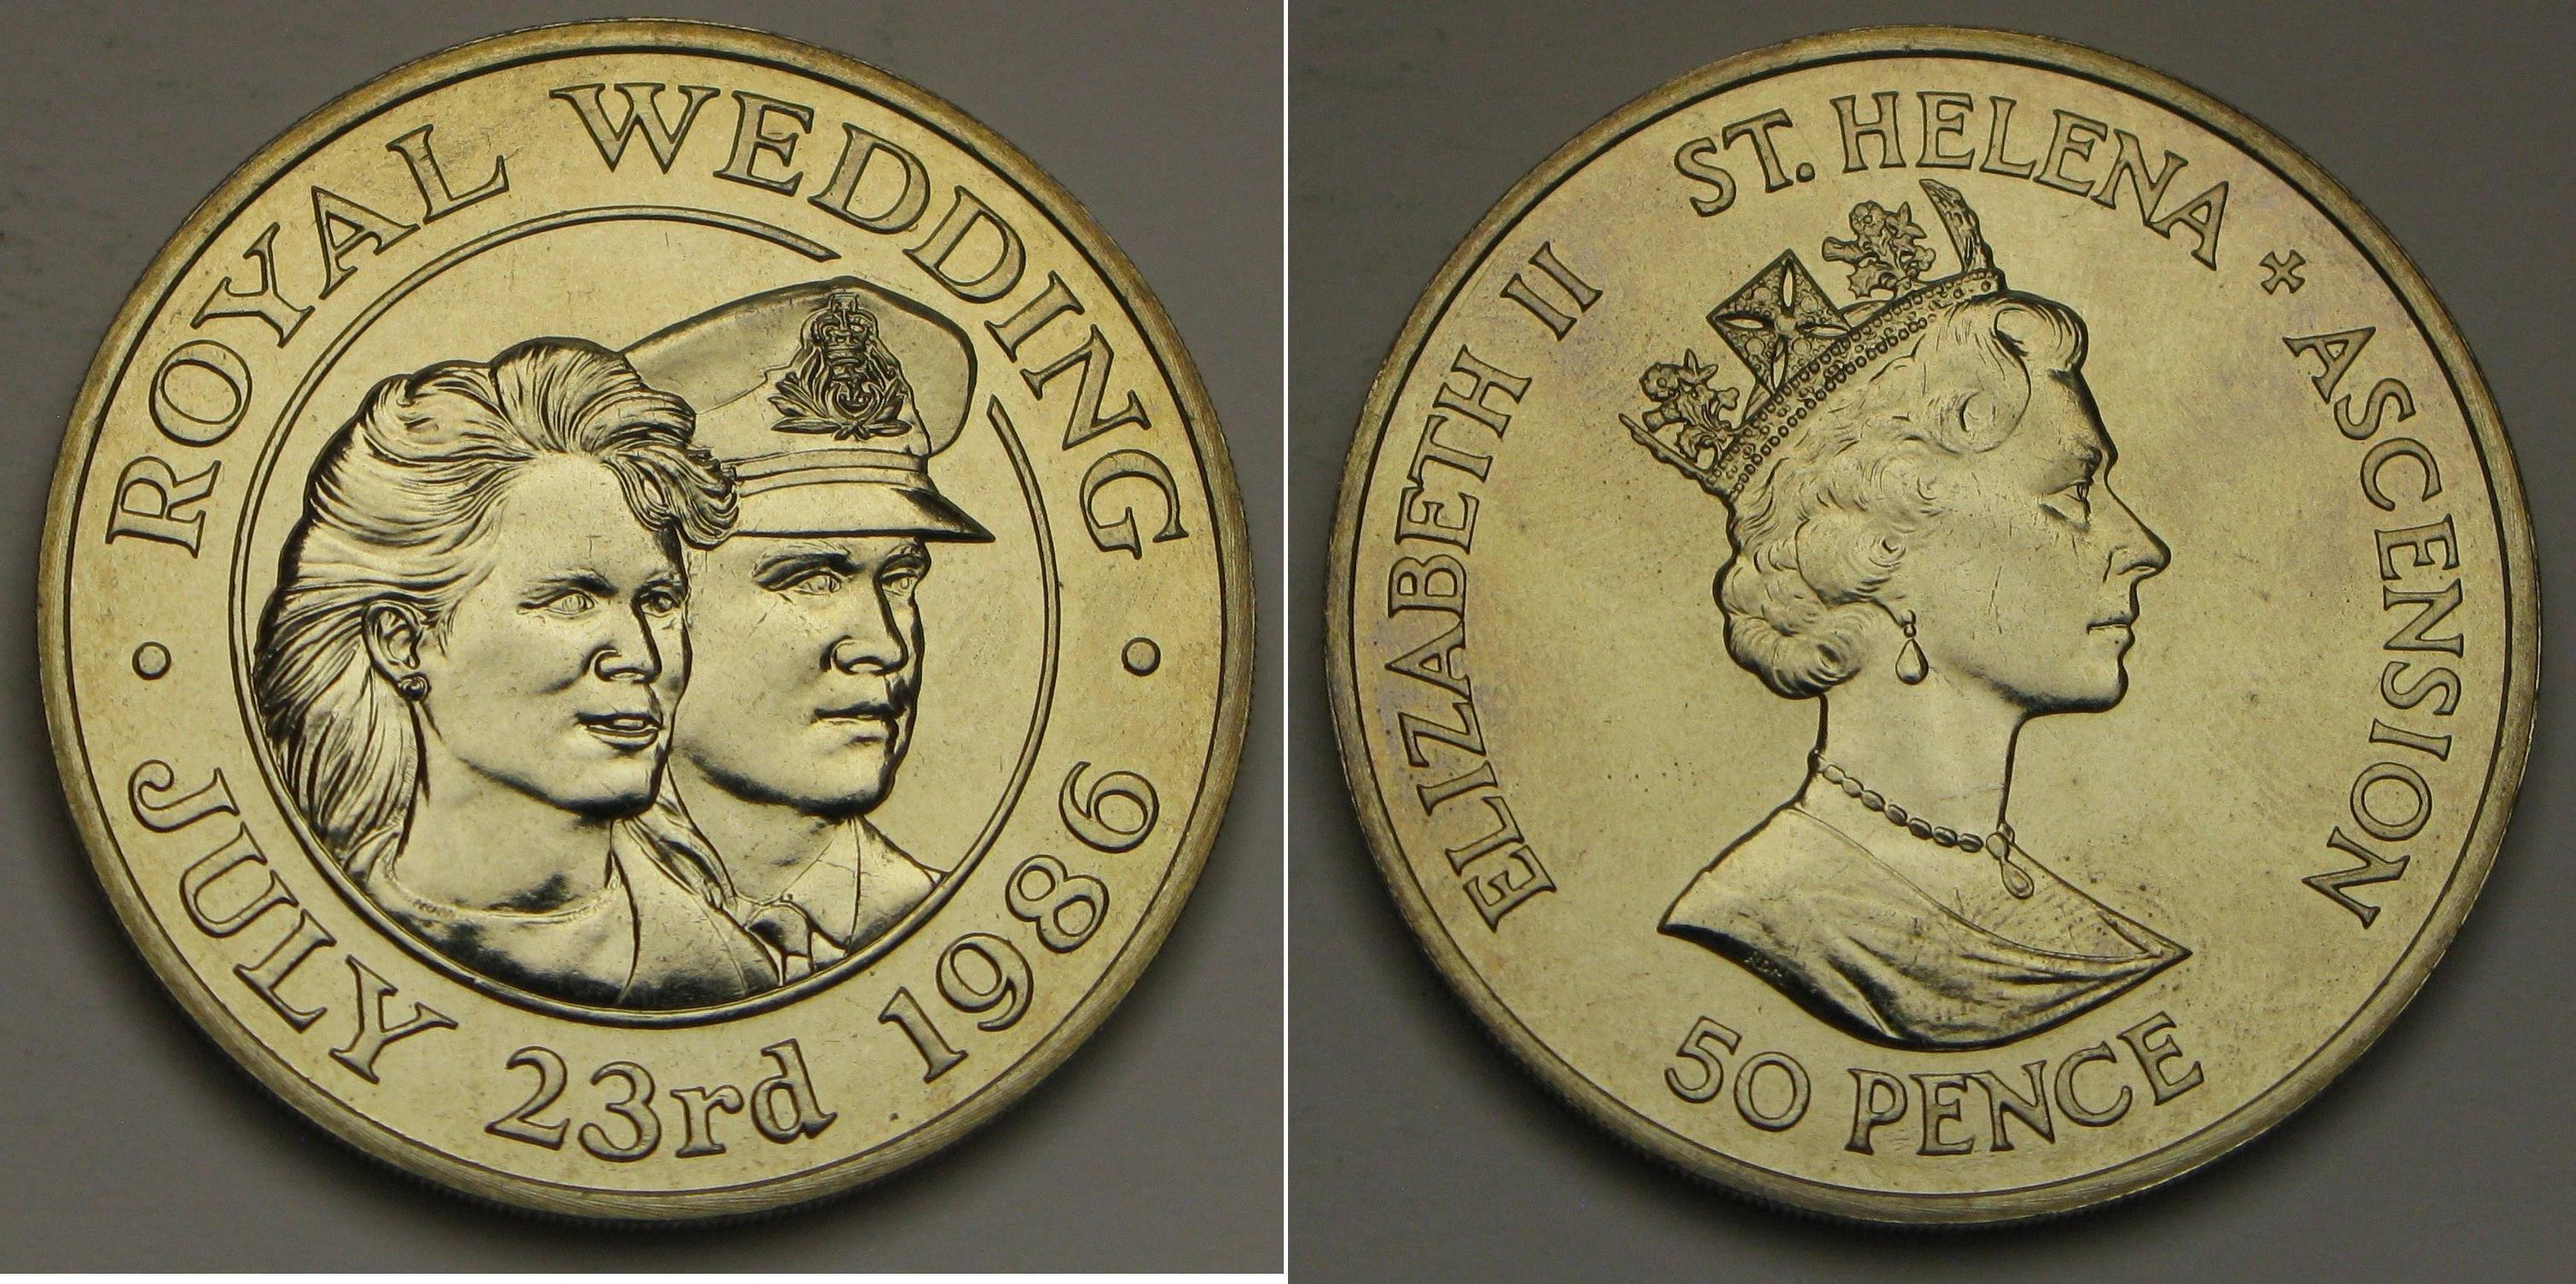 • ROYAL WEDDING •
JULY 23rd 1986
ELIZABETH II ST. HELENA × ASCENSION
50 PENCE